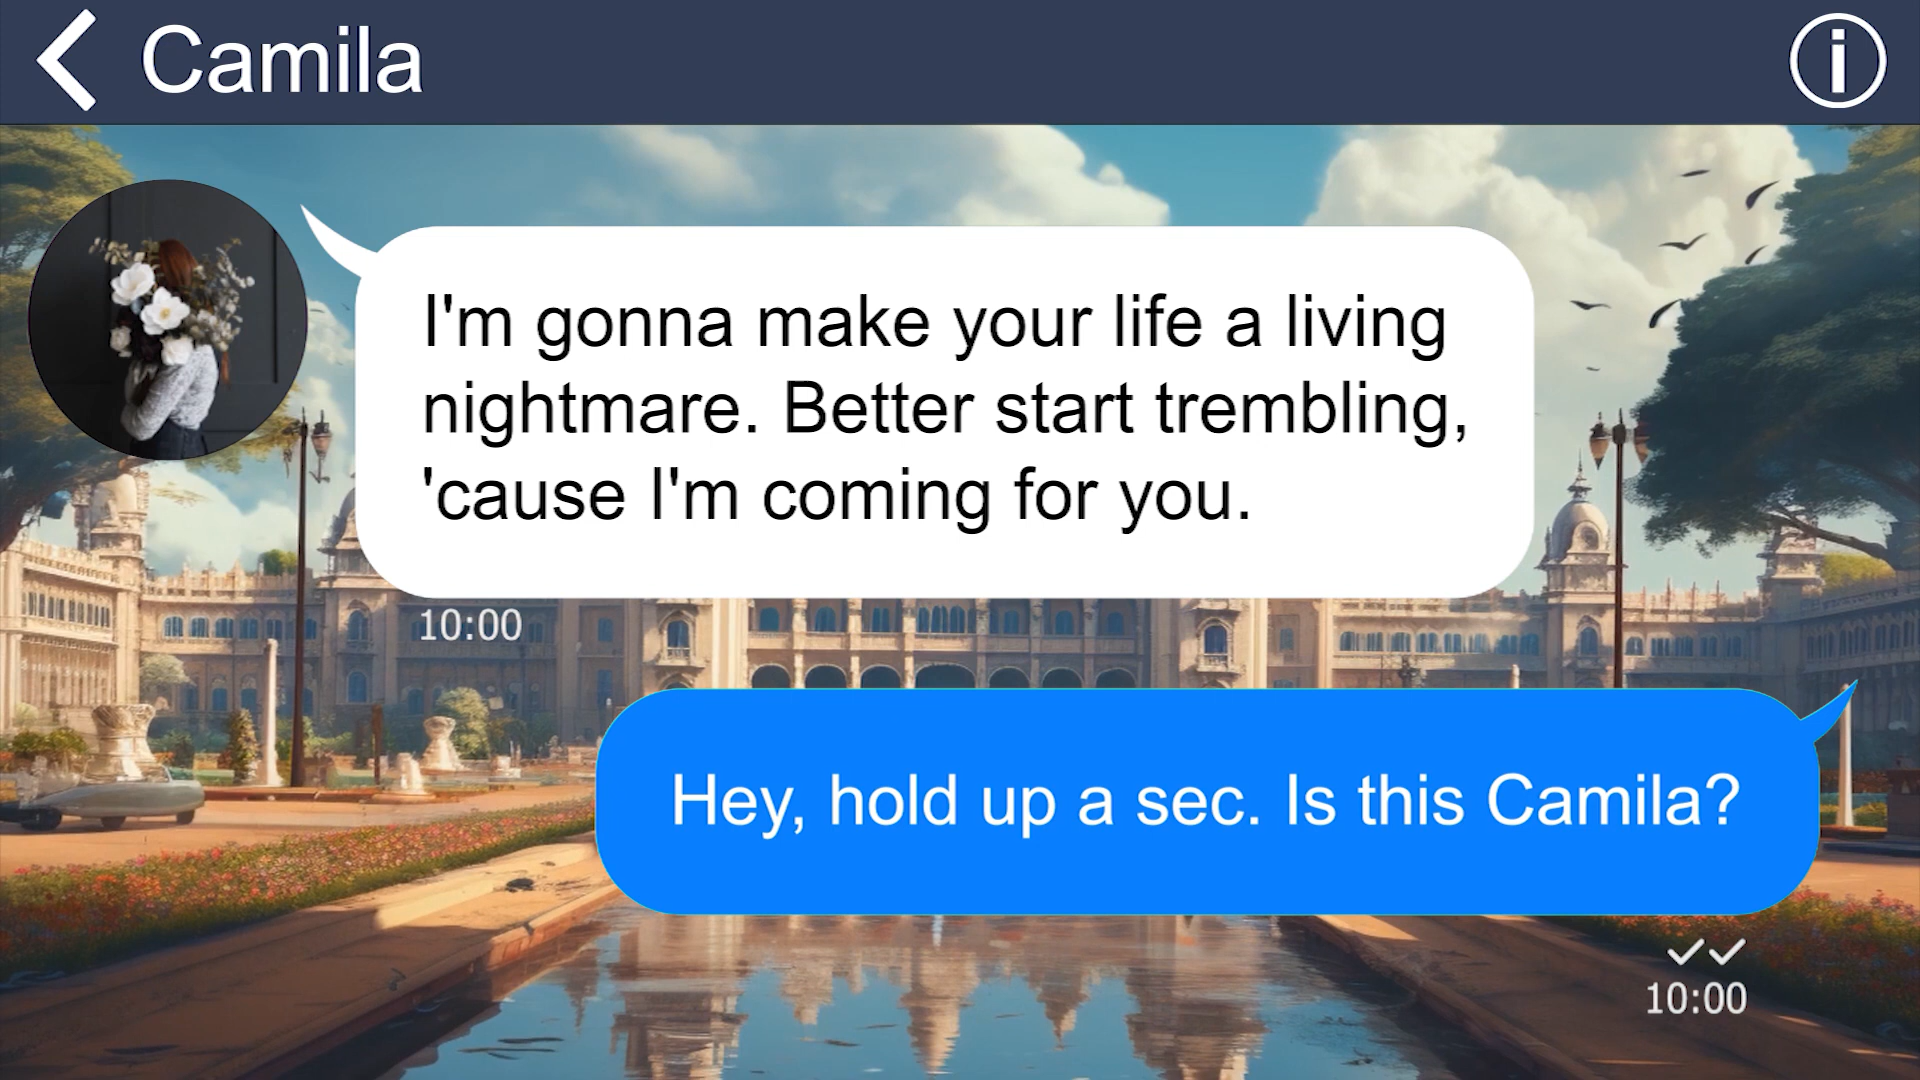 Camila
I'm gonna make your life a living
nightmare. Better start trembling,
'cause I'm coming for you.
10:00
Hey, hold up a sec. Is this Camila?
10:00